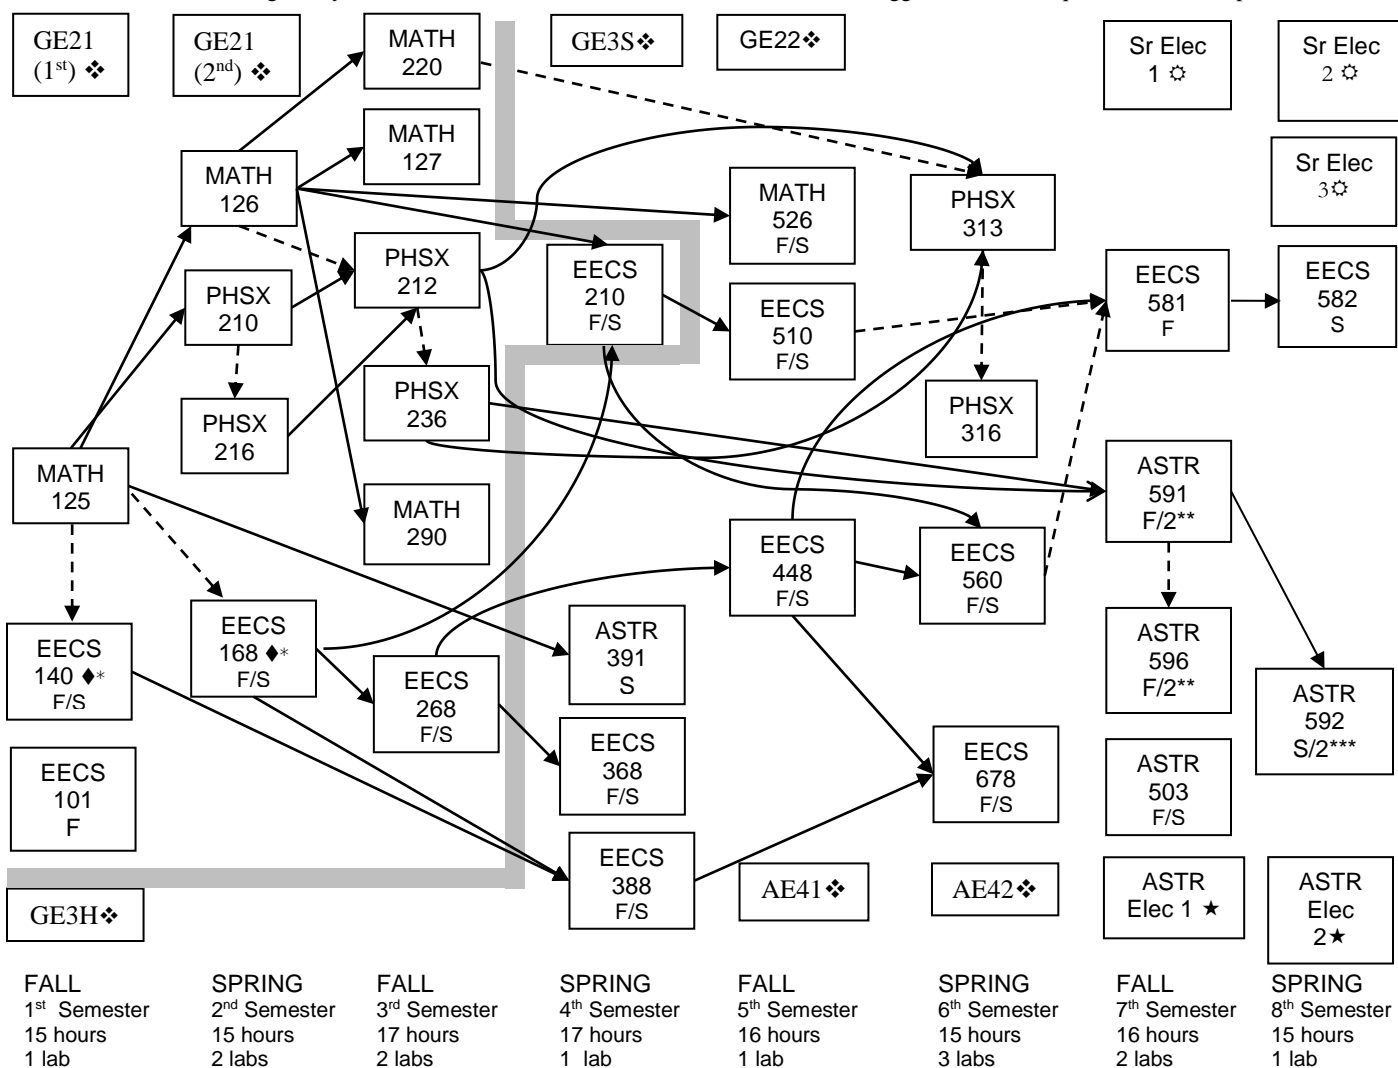 GE21
(1st) ❖
GE21
(2nd) ❖
MATH
220
GE3S❖
GE22❖
Sr Elec
1 ☼
Sr Elec
2 ☼
MATH
127
Sr Elec
3☼
MATH
126
MATH
526
F/S
PHSX
313
PHSX
212
EECS
210
F/S
EECS
581
F
EECS
582
S
PHSX
210
EECS
510
F/S
PHSX
236
PHSX
316
PHSX
216
MATH
125
ASTR
591
F/2**
MATH
290
EECS
448
F/S
EECS
560
F/S
EECS
140 ♦*
F/S
EECS
168 ♦*
F/S
ASTR
391
S
ASTR
596
F/2**
EECS
268
F/S
ASTR
592
S/2***
EECS
368
F/S
EECS
678
F/S
ASTR
503
F/S
EECS
101
F
EECS
388
F/S
GE3H❖
AE41❖
AE42❖
ASTR
Elec 1 ★
ASTR
Elec
2★
FALL
1st Semester
15 hours
1 lab
SPRING
2nd Semester
15 hours
2 labs
FALL
3rd Semester
17 hours
2 labs
SPRING
4th Semester
17 hours
1 lab
FALL
5th Semester
16 hours
1 lab
SPRING
6th Semester
15 hours
3 labs
FALL
7th Semester
16 hours
2 labs
SPRING
8th Semester
15 hours
1 lab